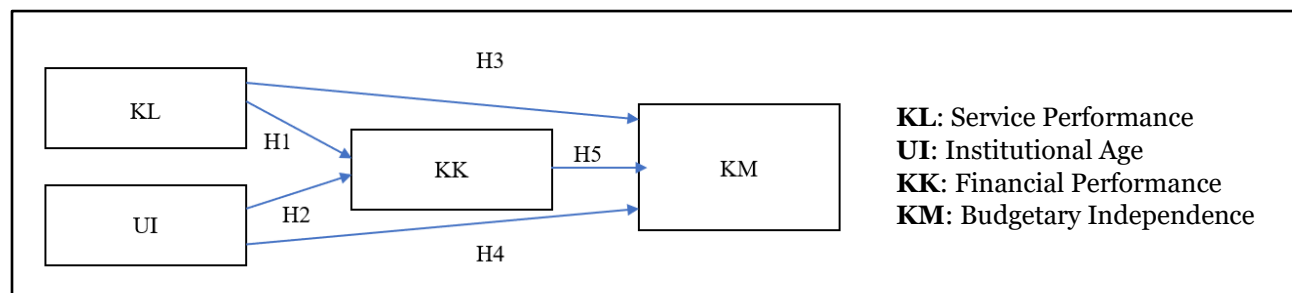 H3
KL
H1
KK
H5
KM
UI
H2
H4
KL: Service Performance
UI: Institutional Age
KK: Financial Performance
KM: Budgetary Independence